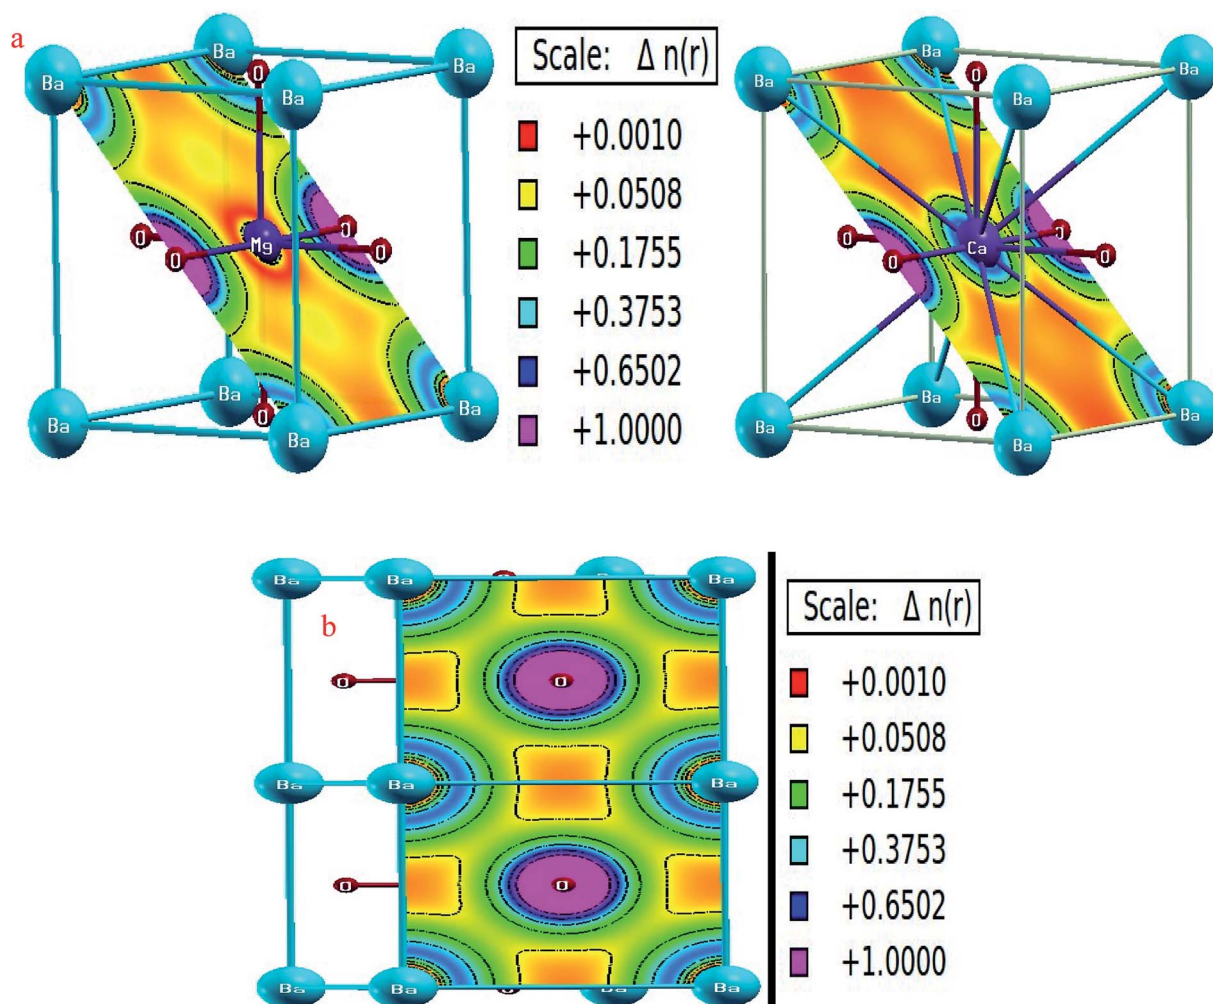 a
Ba
Ba
Ba
Ba
O
Mg
O
O
O
O
O
Ba
Ba
Ba
Ba
Scale: Δ n(r)
+0.0010
+0.0508
+0.1755
+0.3753
+0.6502
+1.0000
Ba
Ba
Ba
Ba
O
Ca
O
O
O
O
O
Ba
Ba
Ba
Ba
b
Ba Ba Ba
O O
Ba Ba Ba
O O
Ba Ba Ba Ba
Scale: Δ n(r)
+0.0010
+0.0508
+0.1755
+0.3753
+0.6502
+1.0000